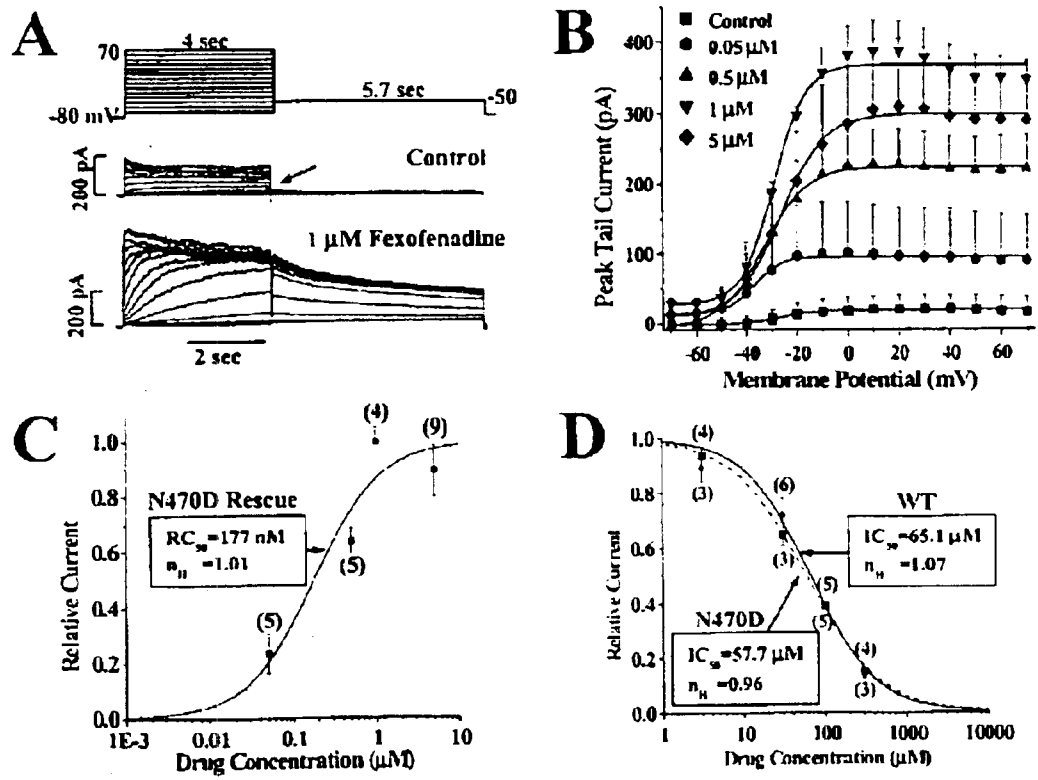 A
4 sec
70
-80 mV
5.7 sec
-50
Control
200 pA
1 μM Fexofenadine
200 pA
2 sec
B
Control
0.05 μM
0.5 μM
1 μM
5 μM
400
300
200
100
0
Peak Tail Current (pA)
-60 -40 -20 0 20 40 60
Membrane Potential (mV)
C
(4)
(9)
(5)
(5)
N470D Rescue
RC50=177 nM
nH =1.01
1.0
0.8
0.6
0.4
0.2
0.0
Relative Current
1E-3 0.01 0.1 1 10
Drug Concentration (μM)
D
(4)
(3)
(6)
(3)
(5)
(5)
(4)
(3)
WT
IC50=65.1 μM
nH =1.07
N470D
IC50=57.7 μM
nH =0.96
1.0
0.8
0.6
0.4
0.2
0.0
Relative Current
1 10 100 1000 10000
Drug Concentration (μM)